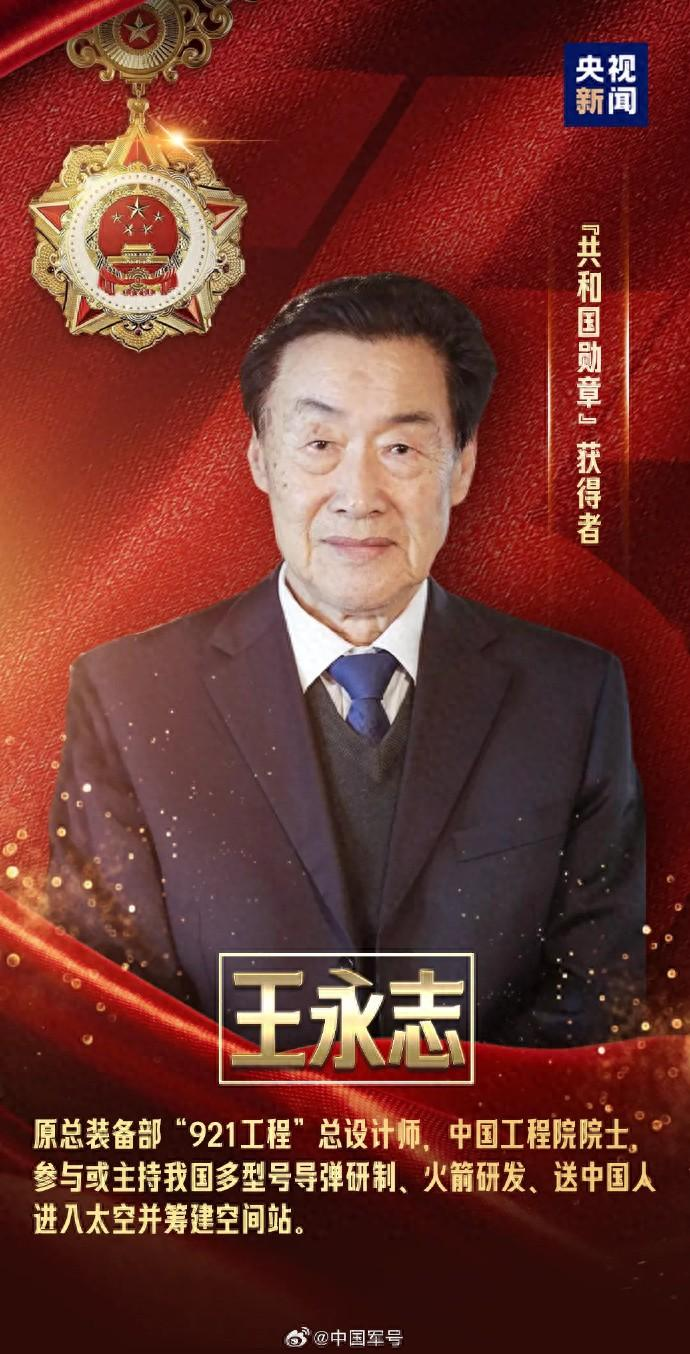 央视
新闻
『共和国勋章』获得者
王永志
原总装备部“921工程”总设计师，中国工程院院士，
参与或主持我国多型号导弹研制、火箭研发、送中国人
进入太空并筹建空间站。
@中国军号